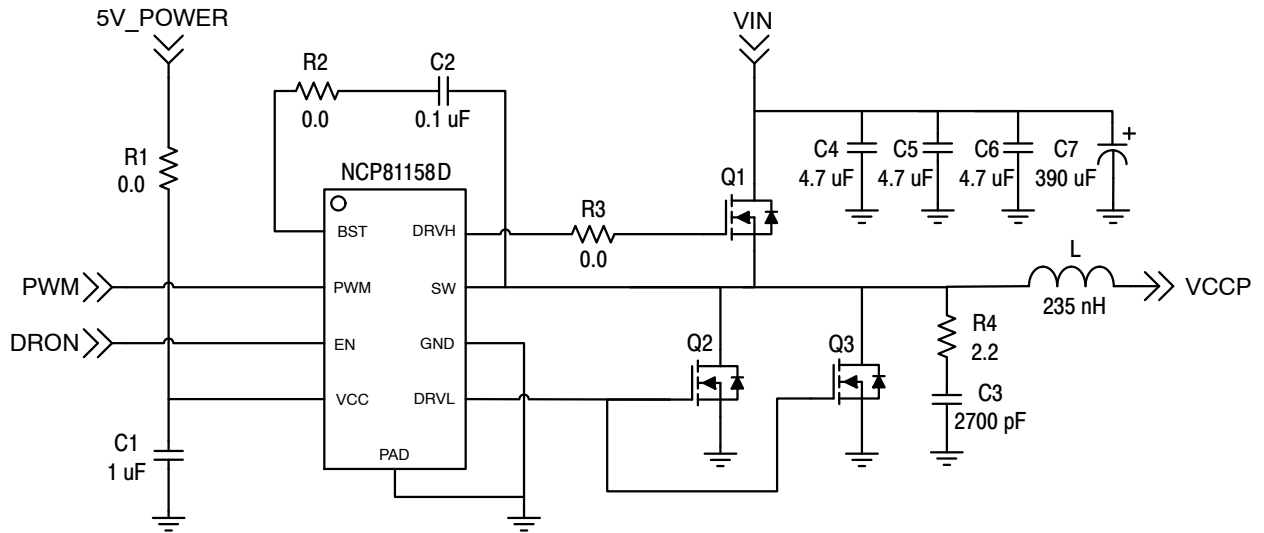 5V_POWER
VIN
R2
0.0
C2
0.1 uF
R1
0.0
NCP81158D
C4
4.7 uF
C5
4.7 uF
C6
4.7 uF
C7
390 uF
+
Q1
R3
0.0
BST
DRVH
PWM
PWM
SW
L
235 nH
VCCP
DRON
EN
GND
Q2
Q3
R4
2.2
VCC
DRVL
C3
2700 pF
C1
1 uF
PAD